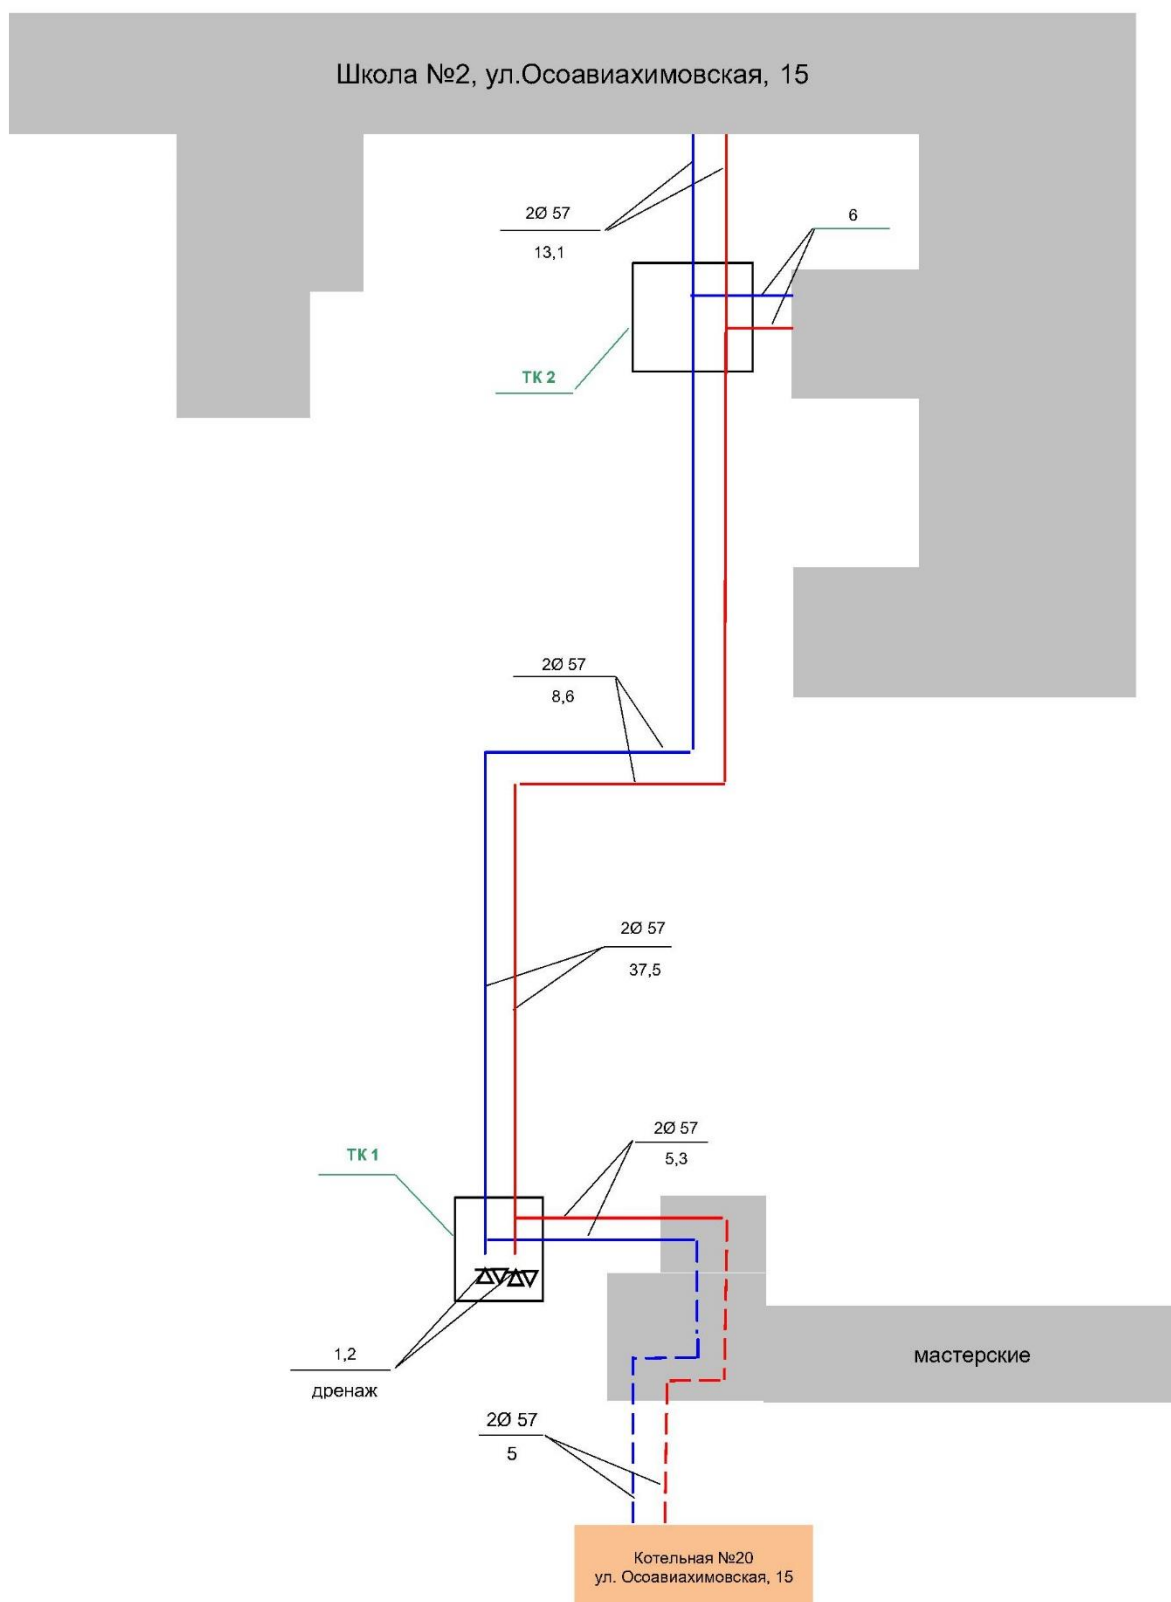 Школа №2, ул.Осоавиахимовская, 15
2Ø 57
13,1
6
ТК 2
2Ø 57
8,6
2Ø 57
37,5
2Ø 57
5,3
ТК 1
1,2
дренаж
мастерские
2Ø 57
5
Котельная №20
ул. Осоавиахимовская, 15